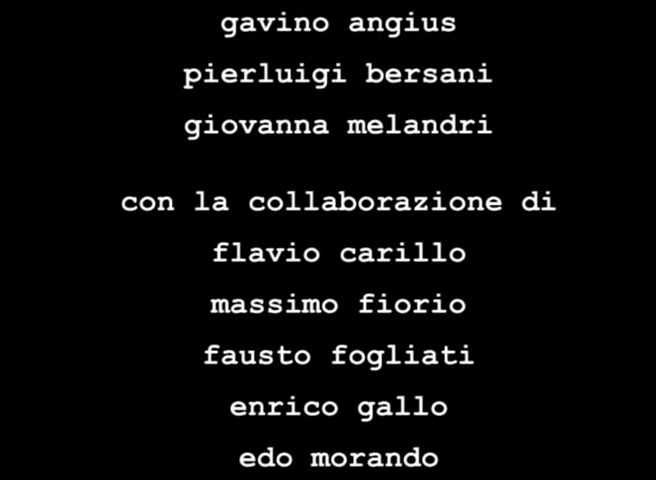 gavino angius
pierluigi bersani
giovanna melandri
con la collaborazione di
flavio carillo
massimo fiorio
fausto fogliati
enrico gallo
edo morando